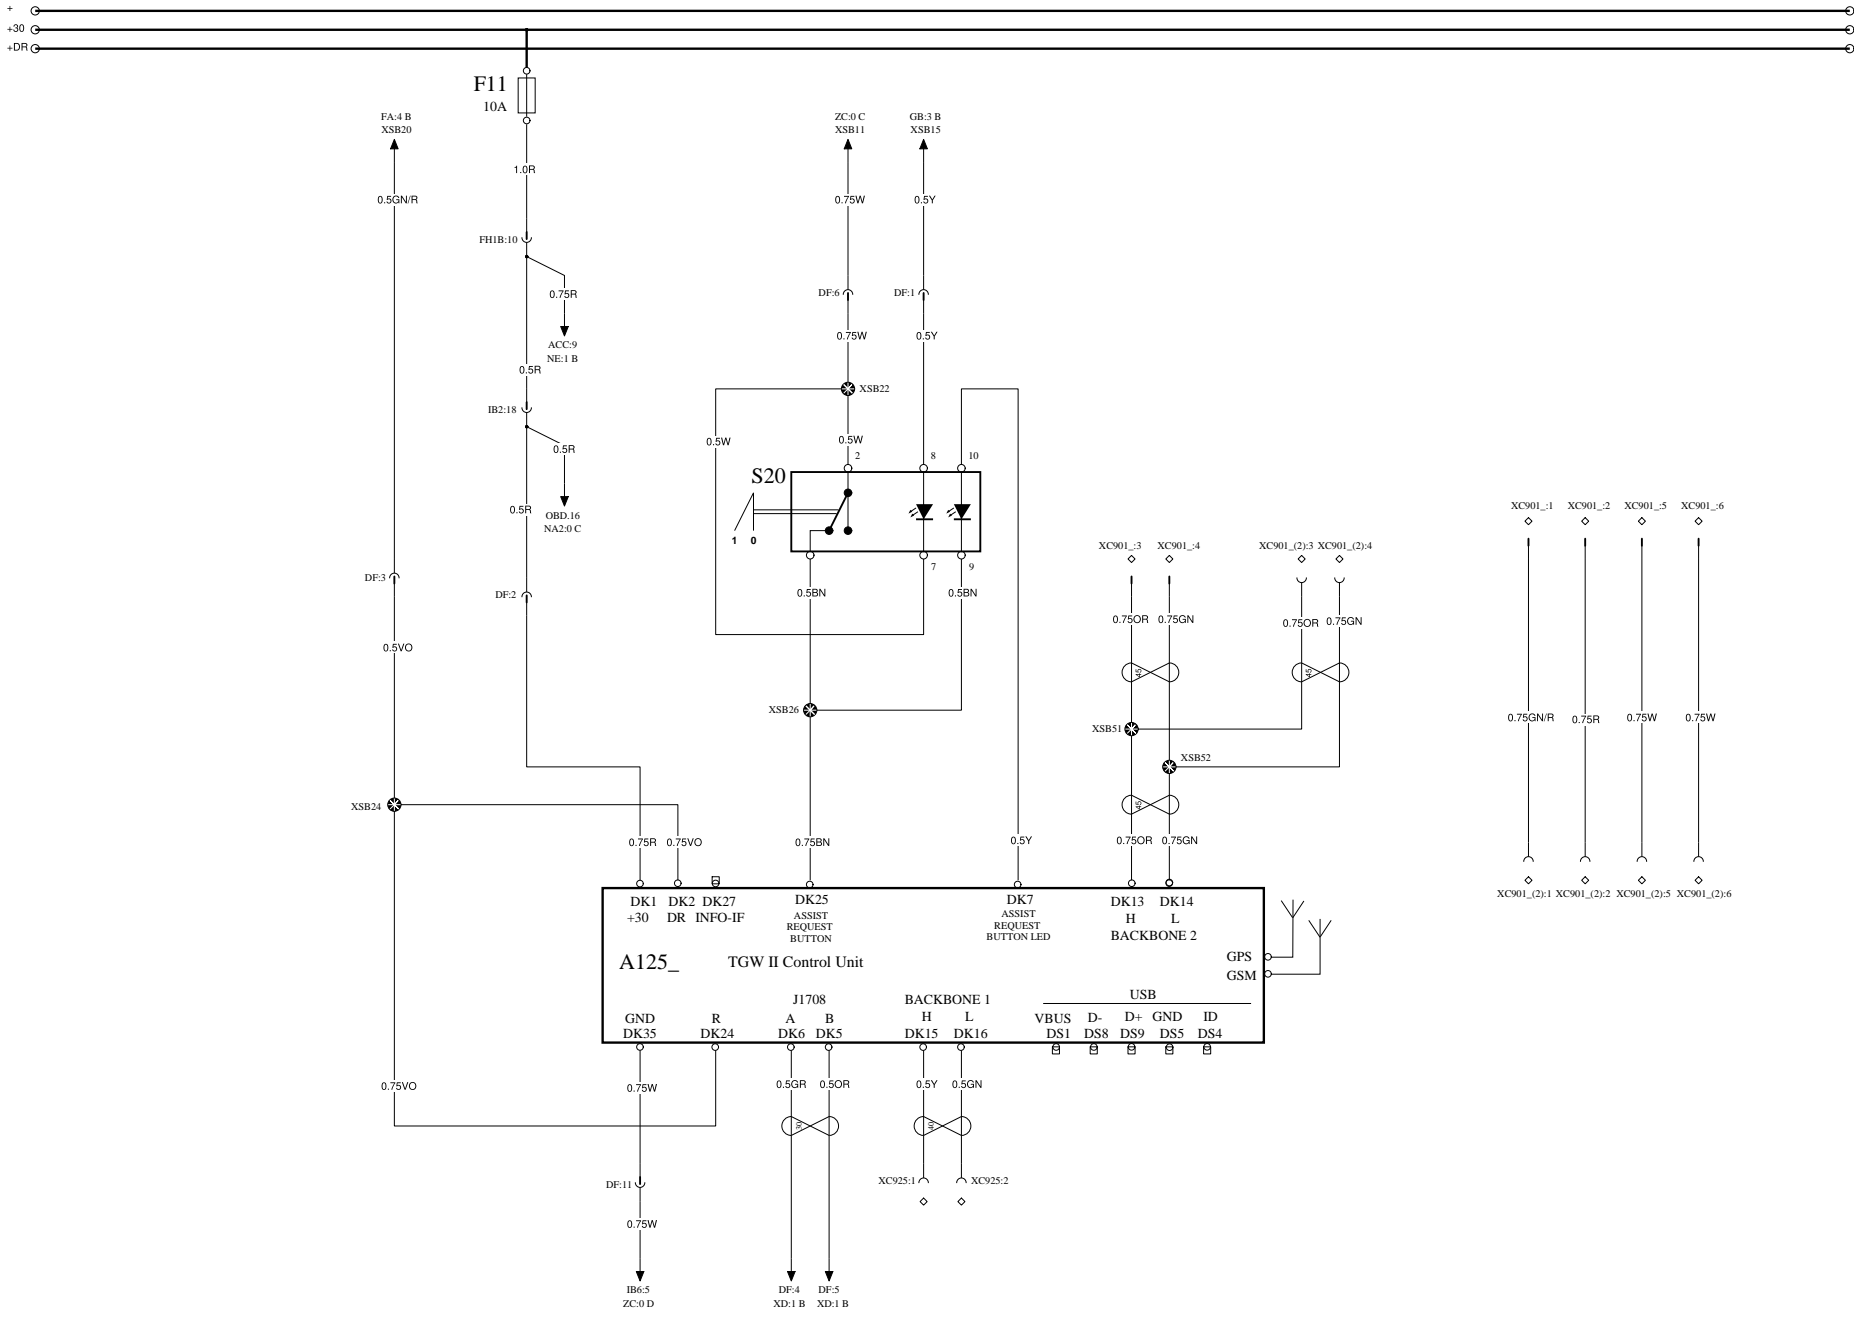 +
+30
+DR
F11
10A
FA:4 B
XSB20
ZC:0 C
XSB11
GB:3 B
XSB15
1.0R
0.5GN/R
0.75W
0.5Y
FH1B:10
0.75R
DF:6
DF:1
0.75W
0.5Y
ACC:9
NE:1 B
0.5R
XSB22
IB2:18
0.5W
0.5W
0.5R
2
8
10
S20
0.5R
OBD.16
NA2:0 C
1
0
XC901_:1
XC901_:2
XC901_:5
XC901_:6
XC901_:3
XC901_:4
XC901_(2):3
XC901_(2):4
7
9
DF:3
DF:2
0.5BN
0.5BN
0.75OR
0.75GN
0.75OR
0.75GN
0.5VO
45
45
XSB26
XSB51
0.75GN/R
0.75R
0.75W
0.75W
XSB52
XSB24
45
0.75R
0.75VO
0.75BN
0.5Y
0.75OR
0.75GN
XC901_(2):1
XC901_(2):2
XC901_(2):5
XC901_(2):6
DK1
DK2
DK27
DK25
DK7
DK13
DK14
+30
DR
INFO-IF
ASSIST
REQUEST
BUTTON
ASSIST
REQUEST
BUTTON LED
H
L
BACKBONE 2
A125_
TGW II Control Unit
GPS
GSM
J1708
BACKBONE 1
USB
GND
R
A
B
H
L
VBUS
D-
D+
GND
ID
DK35
DK24
DK6
DK5
DK15
DK16
DS1
DS8
DS9
DS5
DS4
0.75VO
0.75W
0.5GR
0.5OR
0.5Y
0.5GN
30
40
DF:11
XC925:1
XC925:2
0.75W
IB6:5
ZC:0 D
DF:4
XD:1 B
DF:5
XD:1 B